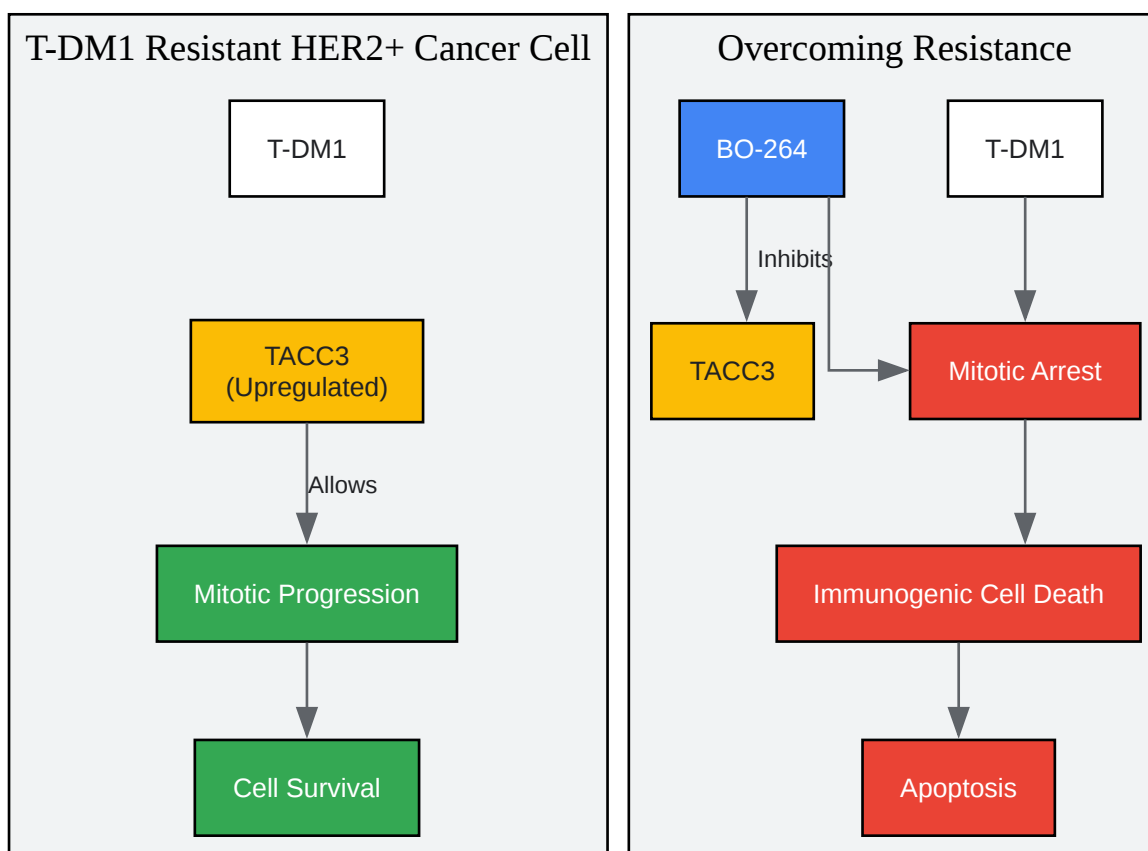 T-DM1 Resistant HER2+ Cancer Cell
T-DM1
TACC3
(Upregulated)
Allows
Mitotic Progression
Cell Survival
Overcoming Resistance
BO-264
T-DM1
Inhibits
TACC3
Mitotic Arrest
Immunogenic Cell Death
Apoptosis